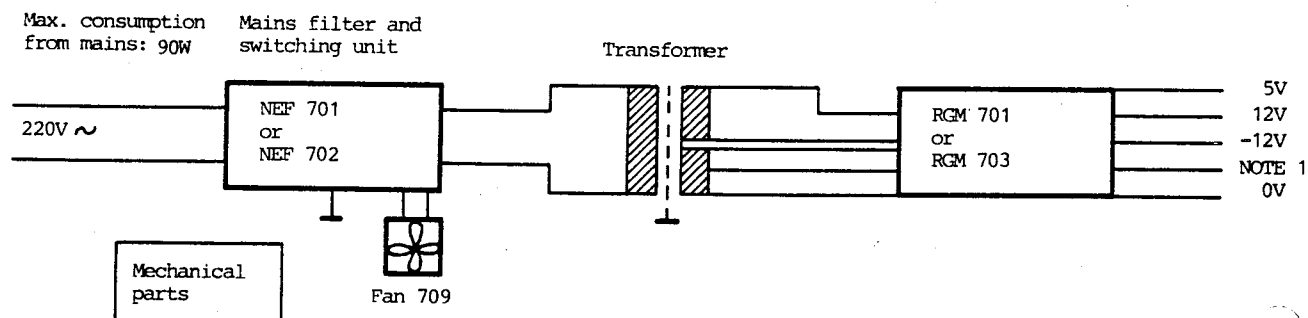 Max. consumption
from mains: 90W
Mains filter and
switching unit
Transformer
220V ~
NEF 701
or
NEF 702
RGM 701
or
RGM 703
5V
12V
-12V
NOTE 1
0V
Mechanical
parts
Fan 709